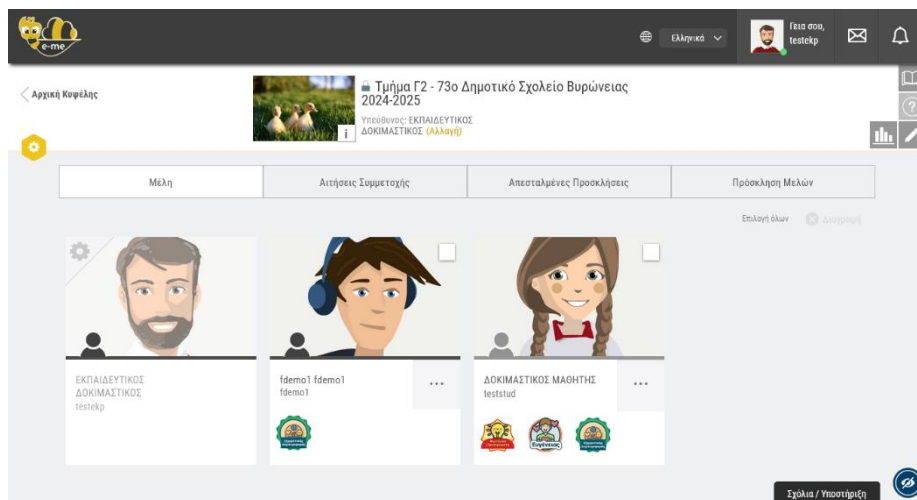 e-me
Ελληνικά
Γεια σου,
testekp
Αρχική Κυψέλης
Τμήμα Γ2 - 73ο Δημοτικό Σχολείο Βυρώνειας
2024-2025
Υπεύθυνος: ΕΚΠΑΙΔΕΥΤΙΚΟΣ
ΔΟΚΙΜΑΣΤΙΚΟΣ (Αλλαγή)
i
Μέλη
Αιτήσεις Συμμετοχής
Απεσταλμένες Προσκλήσεις
Πρόσκληση Μελών
Επιλογή όλων
Διαγραφή
ΕΚΠΑΙΔΕΥΤΙΚΟΣ
ΔΟΚΙΜΑΣΤΙΚΟΣ
testekp
fdemo1 fdemo1
fdemo1
...
ΔΟΚΙΜΑΣΤΙΚΟΣ ΜΑΘΗΤΗΣ
teststud
...
Ευγένειας
Σχόλια / Υποστήριξη